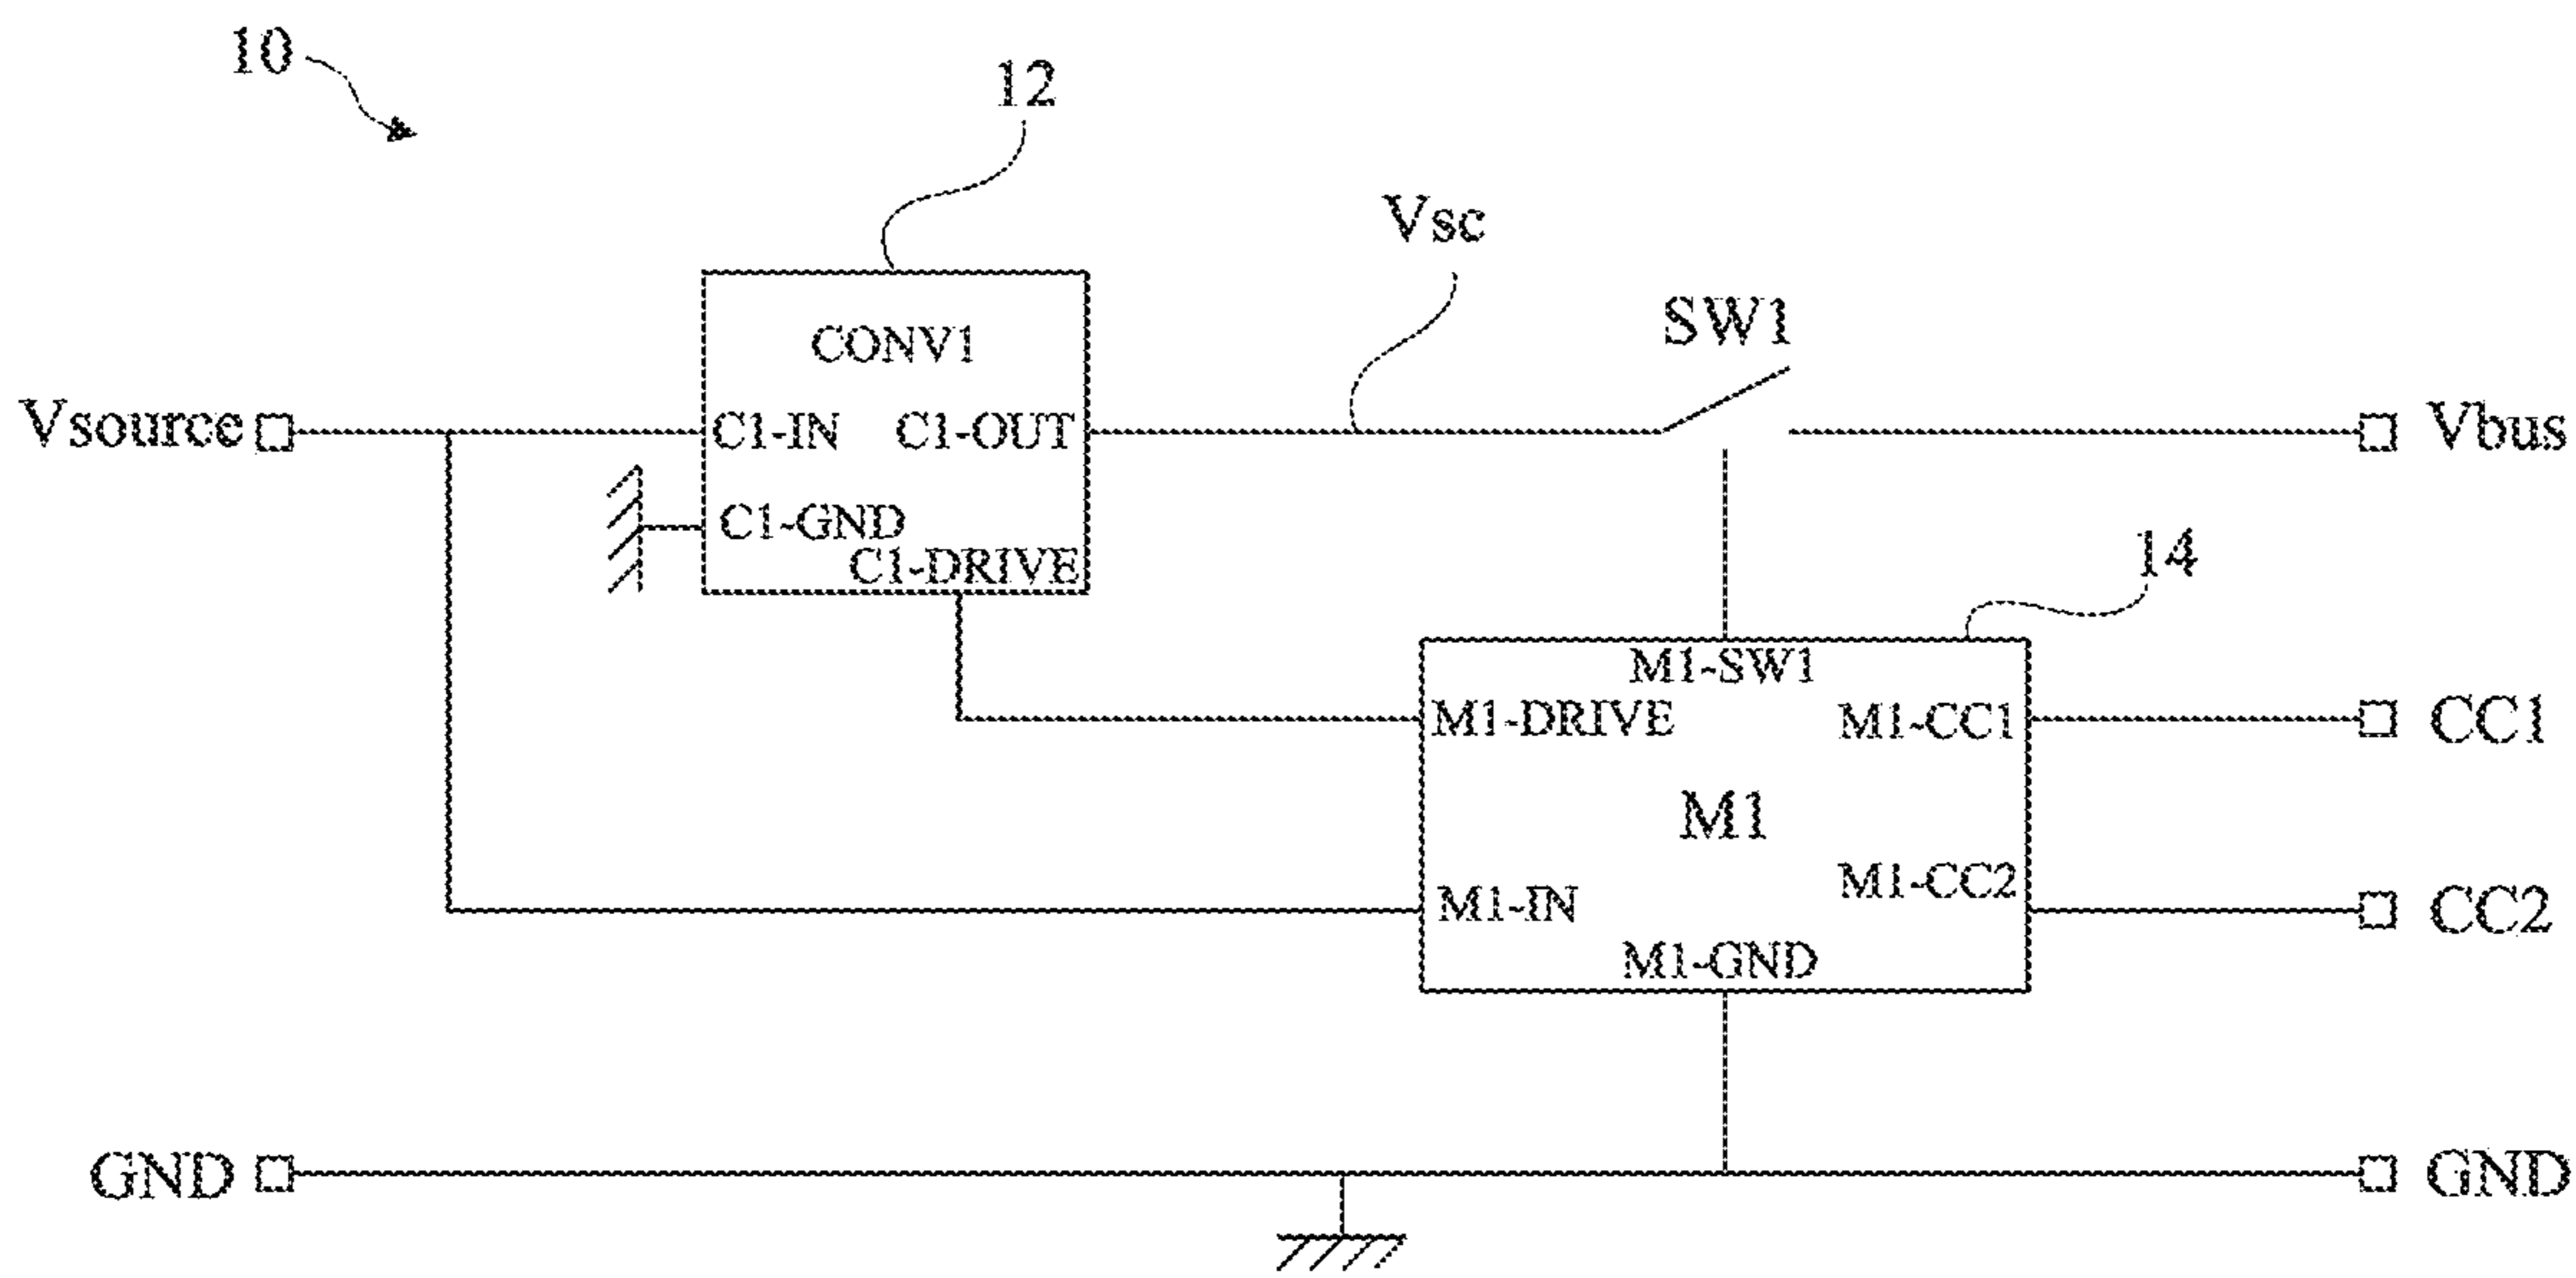 10
12
Vsc
SW1
CONV1
Vsource
C1-IN
C1-OUT
Vbus
C1-GND
C1-DRIVE
14
M1-SW1
M1-DRIVE
M1-CC1
CC1
M1
M1-IN
M1-CC2
CC2
M1-GND
GND
GND